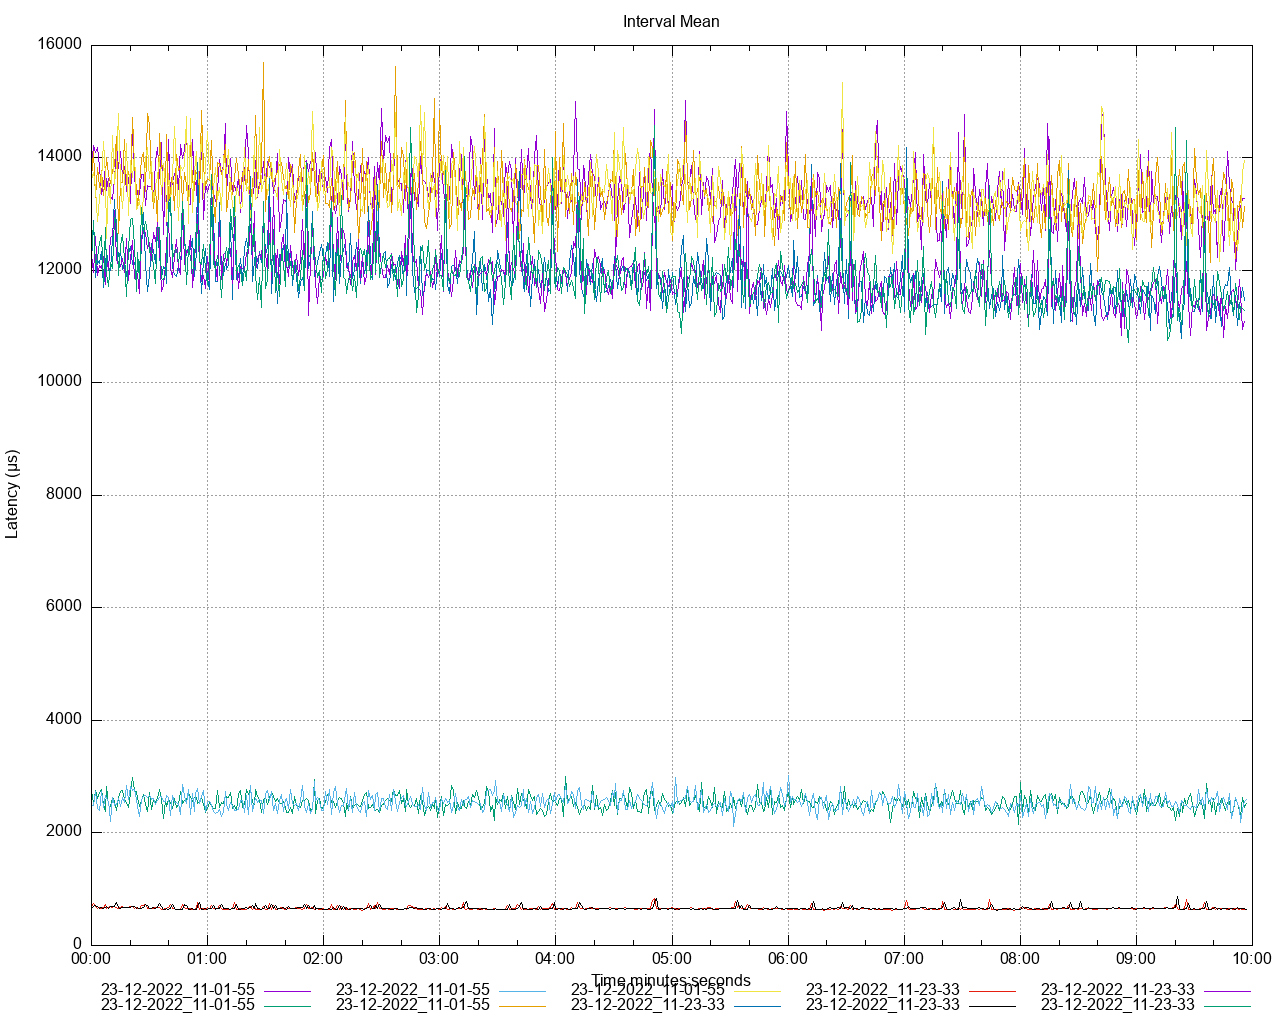 Interval Mean
16000
14000
12000
10000
8000
6000
4000
2000
0
Latency (µs)
00:00 01:00 02:00 03:00 04:00 05:00 06:00 07:00 08:00 09:00 10:00
Time minutes:seconds
23-12-2022_11-01-55 23-12-2022_11-01-55 23-12-2022_11-01-55 23-12-2022_11-23-33 23-12-2022_11-23-33
23-12-2022_11-01-55 23-12-2022_11-01-55 23-12-2022_11-23-33 23-12-2022_11-23-33 23-12-2022_11-23-33